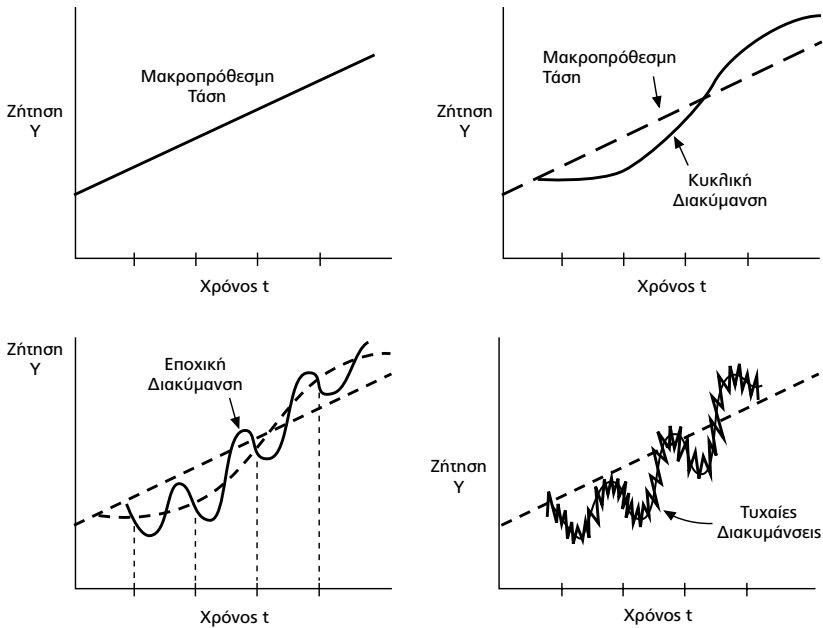 Μακροπρόθεσμη
Τάση
Ζήτηση
Υ
Χρόνος t
Μακροπρόθεσμη
Τάση
Ζήτηση
Υ
Κυκλική
Διακύμανση
Χρόνος t
Ζήτηση
Υ
Εποχική
Διακύμανση
Χρόνος t
Ζήτηση
Υ
Τυχαίες
Διακυμάνσεις
Χρόνος t